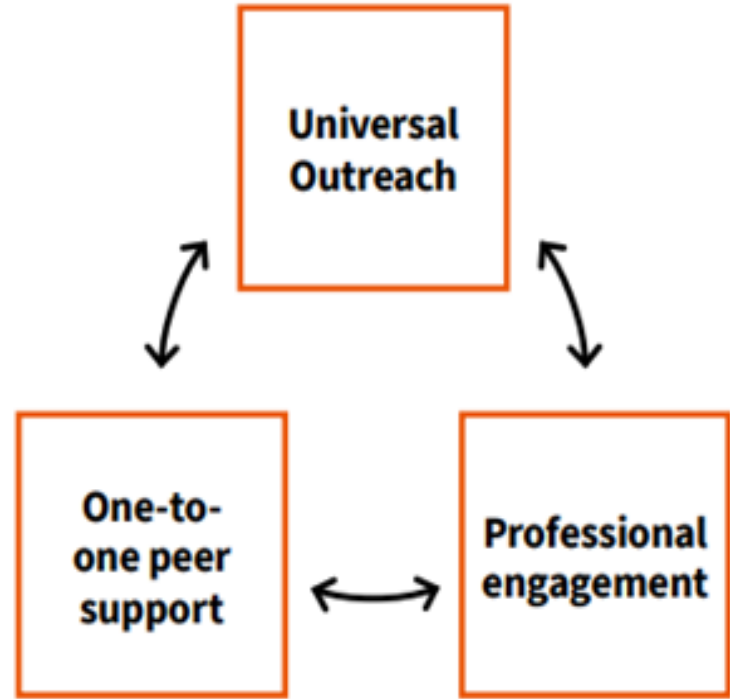 Universal
Outreach
One-to-
one peer
support
Professional
engagement